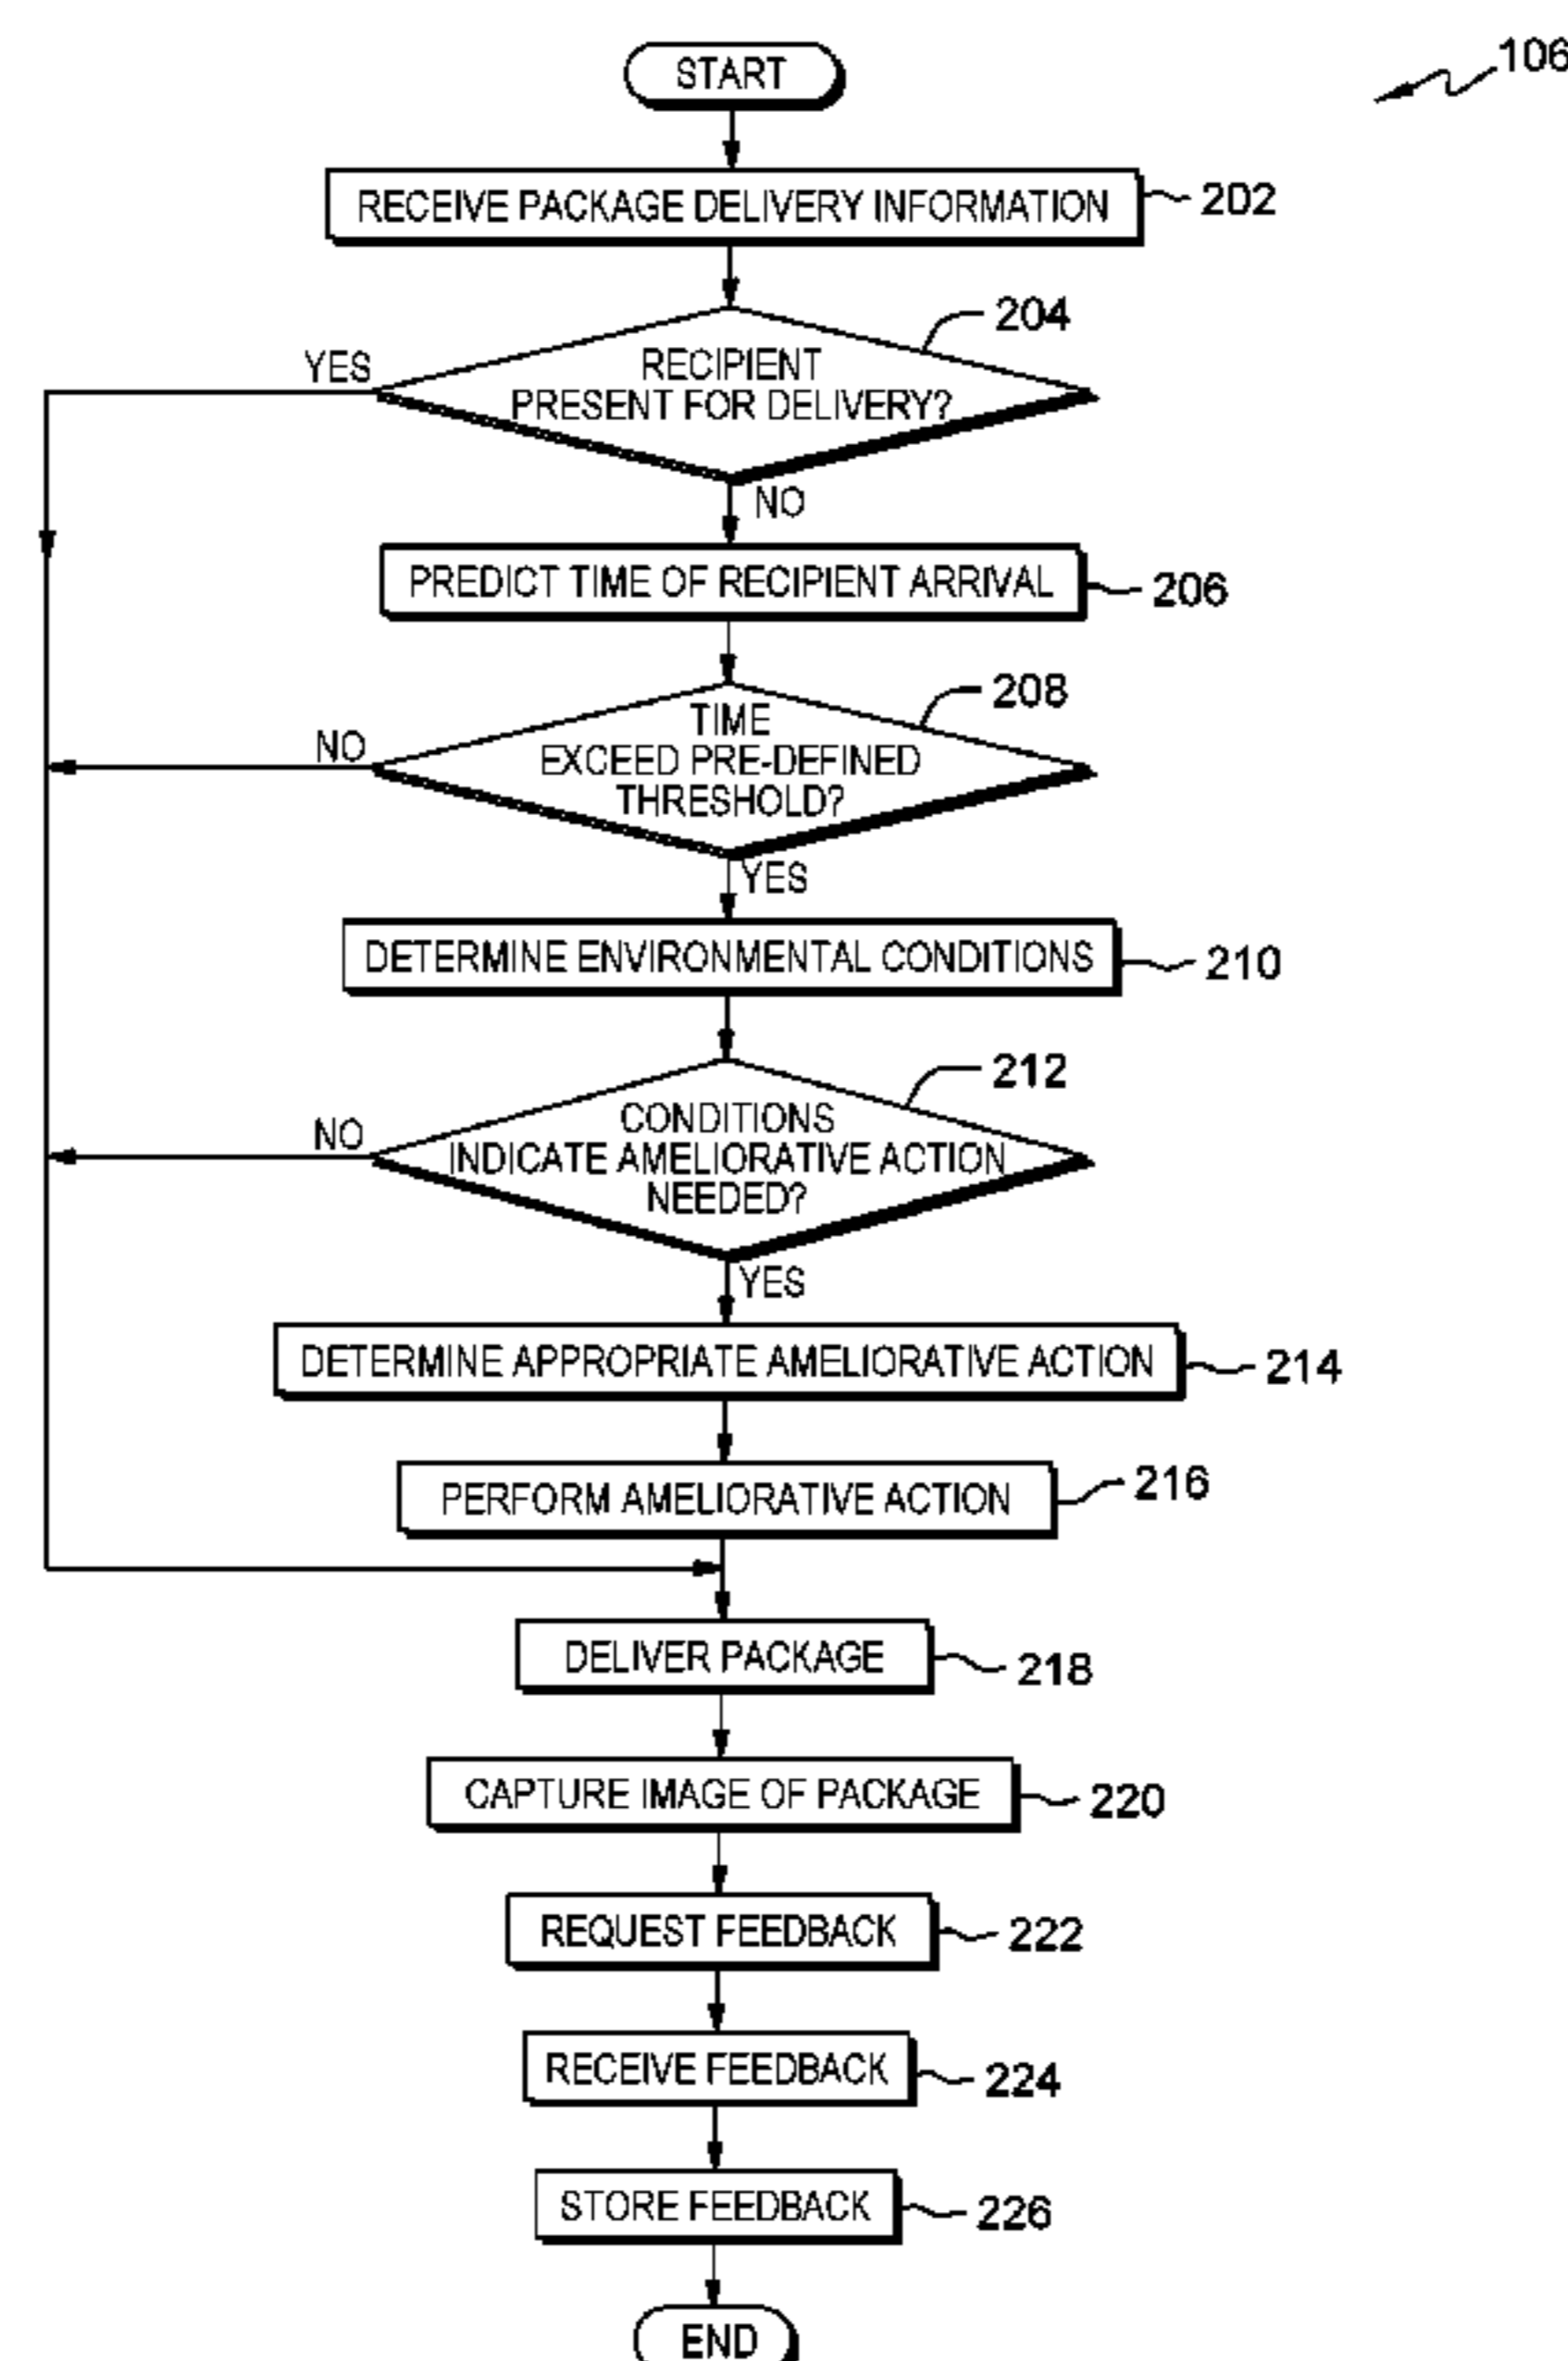 START
106
RECEIVE PACKAGE DELIVERY INFORMATION
202
204
YES
RECIPIENT
PRESENT FOR DELIVERY?
NO
PREDICT TIME OF RECIPIENT ARRIVAL
206
208
NO
TIME
EXCEED PRE-DEFINED
THRESHOLD?
YES
DETERMINE ENVIRONMENTAL CONDITIONS
210
212
NO
CONDITIONS
INDICATE AMELIORATIVE ACTION
NEEDED?
YES
DETERMINE APPROPRIATE AMELIORATIVE ACTION
214
PERFORM AMELIORATIVE ACTION
216
DELIVER PACKAGE
218
CAPTURE IMAGE OF PACKAGE
220
REQUEST FEEDBACK
222
RECEIVE FEEDBACK
224
STORE FEEDBACK
226
END